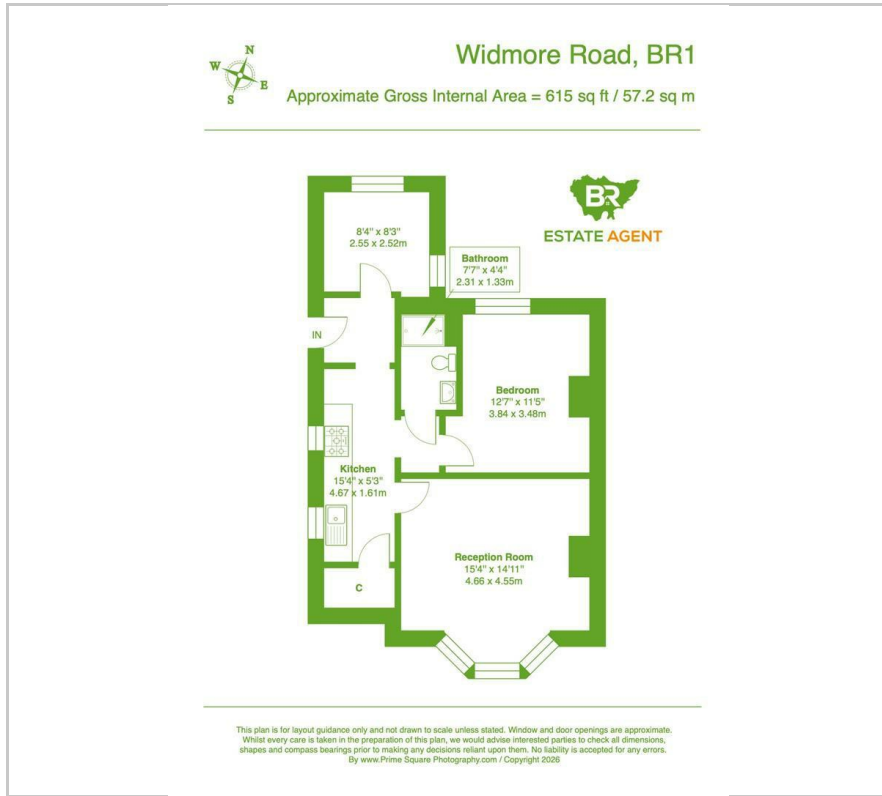 Widmore Road, BR1
N
W
E
S
Approximate Gross Internal Area = 615 sq ft / 57.2 sq m
BR
ESTATE AGENT
8'4" x 8'3"
2.55 x 2.52m
Bathroom
7'7" x 4'4"
2.31 x 1.33m
IN
Bedroom
12'7" x 11'5"
3.84 x 3.48m
Kitchen
15'4" x 5'3"
4.67 x 1.61m
Reception Room
15'4" x 14'11"
4.66 x 4.55m
C
This plan is for layout guidance only and not drawn to scale unless stated. Window and door openings are approximate.
Whilst every care is taken in the preparation of this plan, we would advise interested parties to check all dimensions,
shapes and compass bearings prior to making any decisions reliant upon them. No liability is accepted for any errors.
By www.Prime Square Photography.com / Copyright 2026